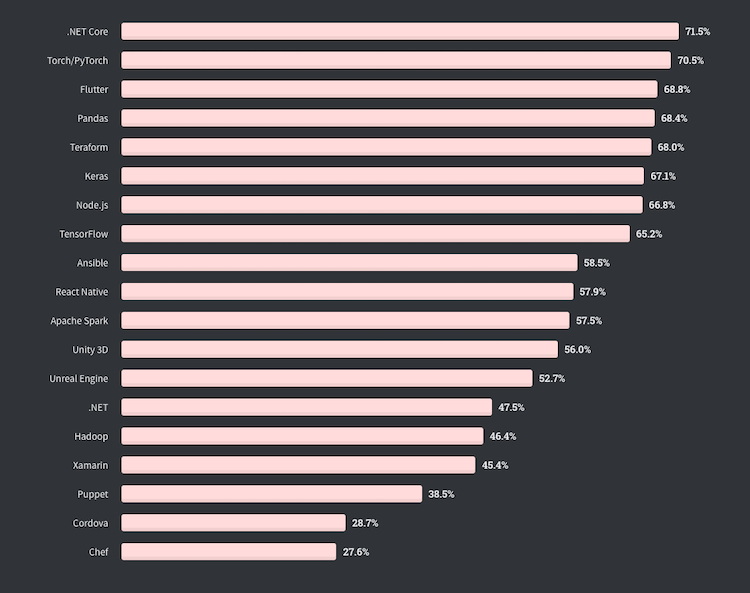 .NET Core 71.5%
Torch/PyTorch 70.5%
Flutter 68.8%
Pandas 68.4%
Teraform 68.0%
Keras 67.1%
Node.js 66.8%
TensorFlow 65.2%
Ansible 58.5%
React Native 57.9%
Apache Spark 57.5%
Unity 3D 56.0%
Unreal Engine 52.7%
.NET 47.5%
Hadoop 46.4%
Xamarin 45.4%
Puppet 38.5%
Cordova 28.7%
Chef 27.6%